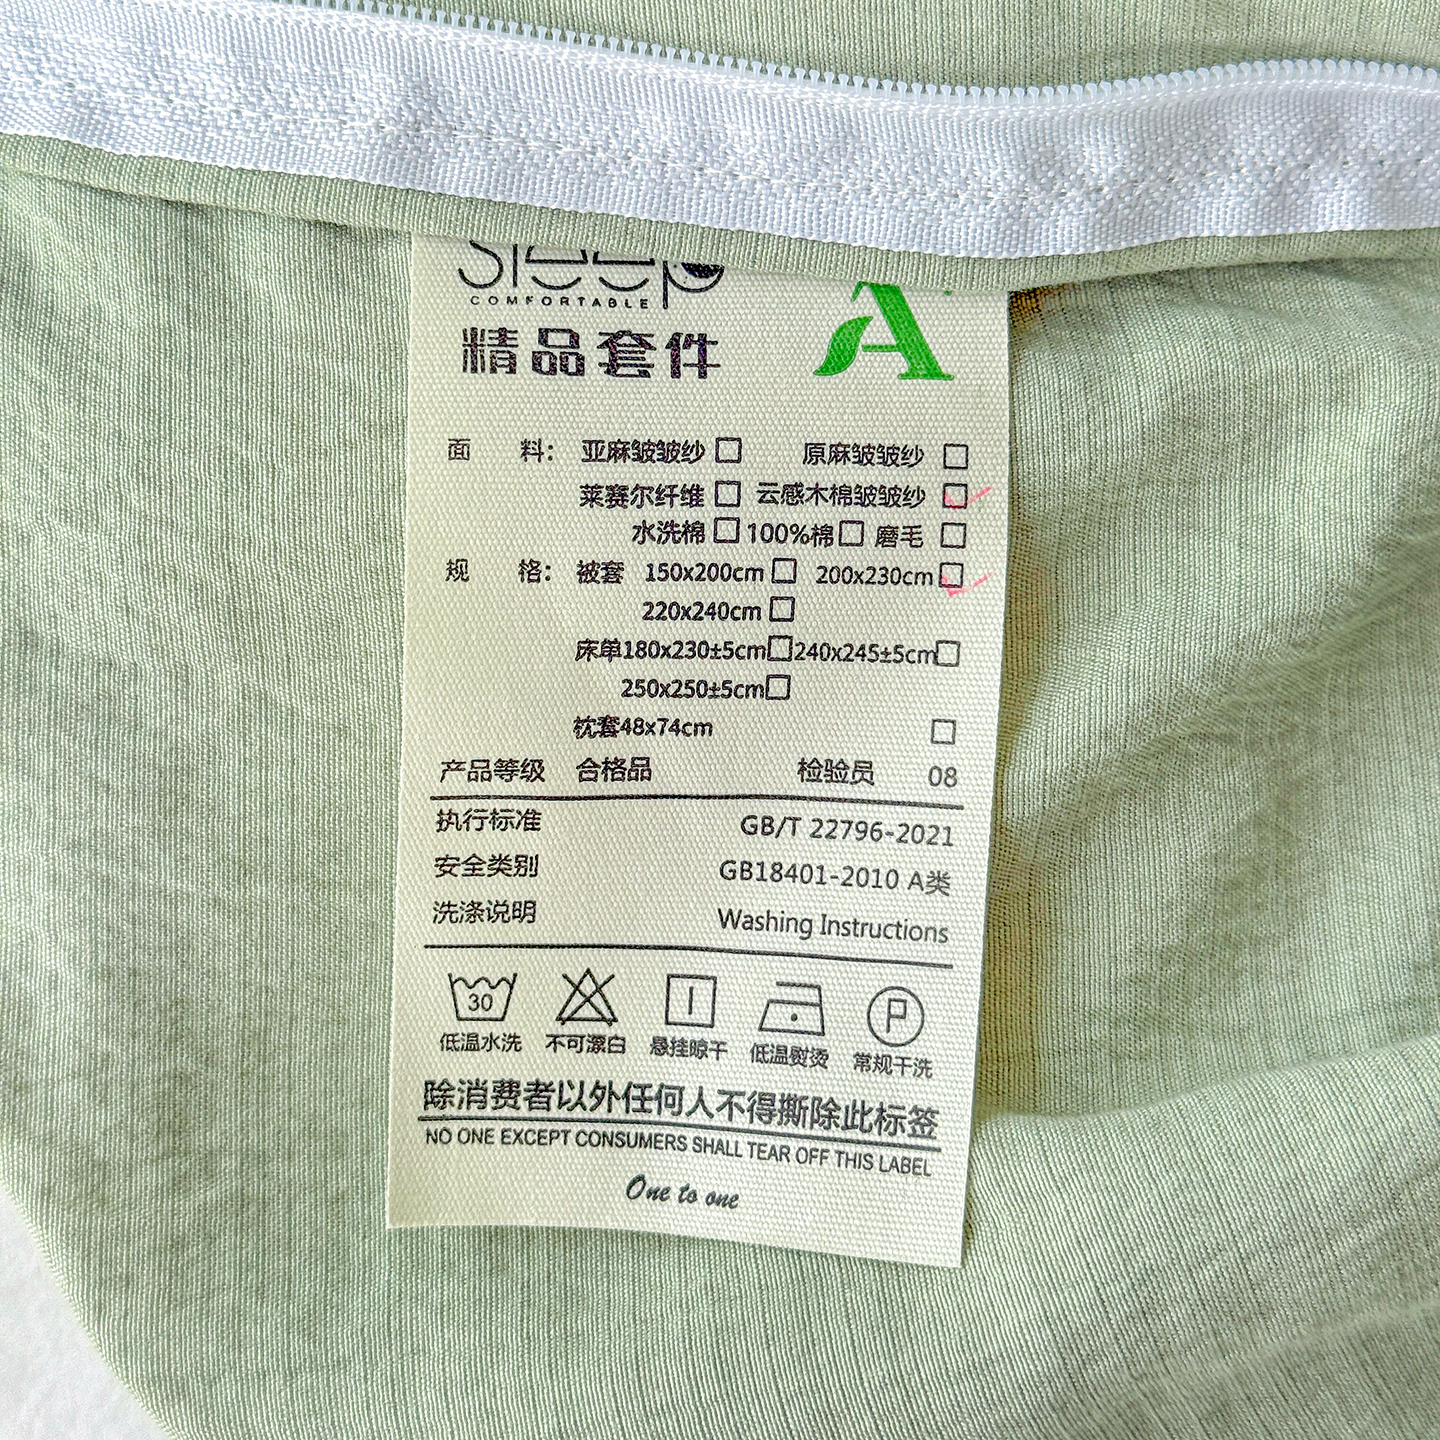 sleep
COMFORTABLE
A
精品套件
面 料： 亚麻皱皱纱□ 原麻皱皱纱□
莱赛尔纤维□ 云感木棉皱皱纱☑
水洗棉□ 100%棉□ 磨毛□
规 格： 被套 150x200cm□ 200x230cm☑
220x240cm□
床单180x230±5cm□240x245±5cm□
250x250±5cm□
枕套48x74cm □
产品等级 合格品 检验员 08
执行标准 GB/T 22796-2021
安全类别 GB18401-2010 A类
洗涤说明 Washing Instructions
30 P
低温水洗 不可漂白 悬挂晾干 低温熨烫 常规干洗
除消费者以外任何人不得撕除此标签
NO ONE EXCEPT CONSUMERS SHALL TEAR OFF THIS LABEL
One to one